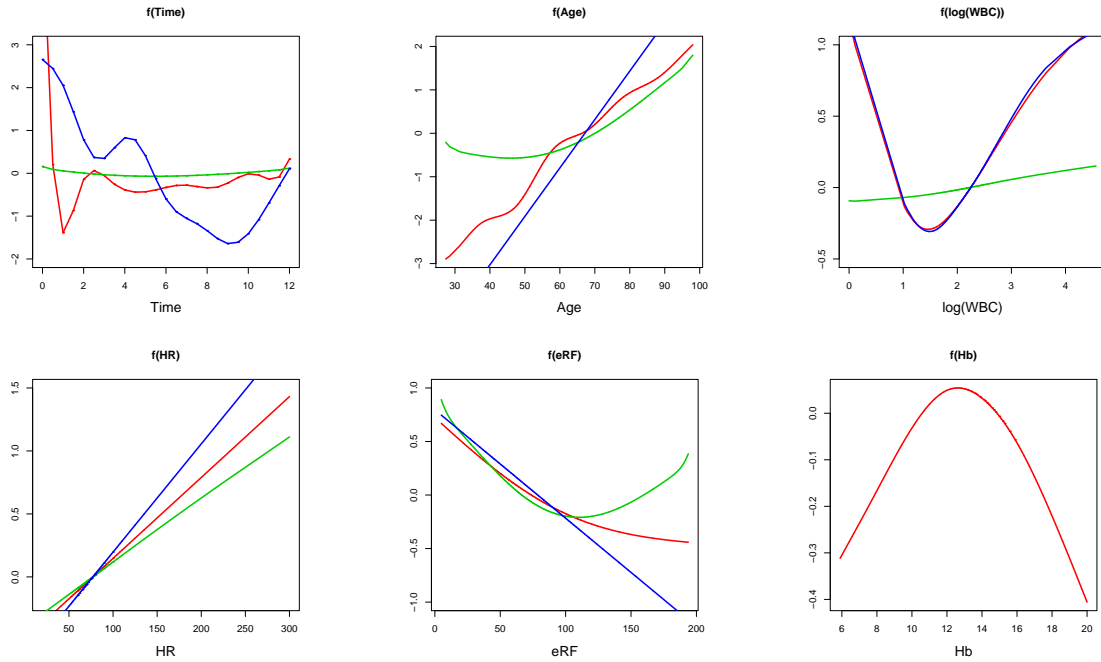 f(Time)
3
2
1
0
−1
−2
0 2 4 6 8 10 12
Time
f(Age)
2
1
0
−1
−2
−3
30 40 50 60 70 80 90 100
Age
f(log(WBC))
1.0
0.5
0.0
−0.5
0 1 2 3 4
log(WBC)
f(HR)
1.5
1.0
0.5
0.0
50 100 150 200 250 300
HR
f(eRF)
1.0
0.5
0.0
−0.5
−1.0
0 50 100 150 200
eRF
f(Hb)
0.0
−0.1
−0.2
−0.3
−0.4
6 8 10 12 14 16 18 20
Hb